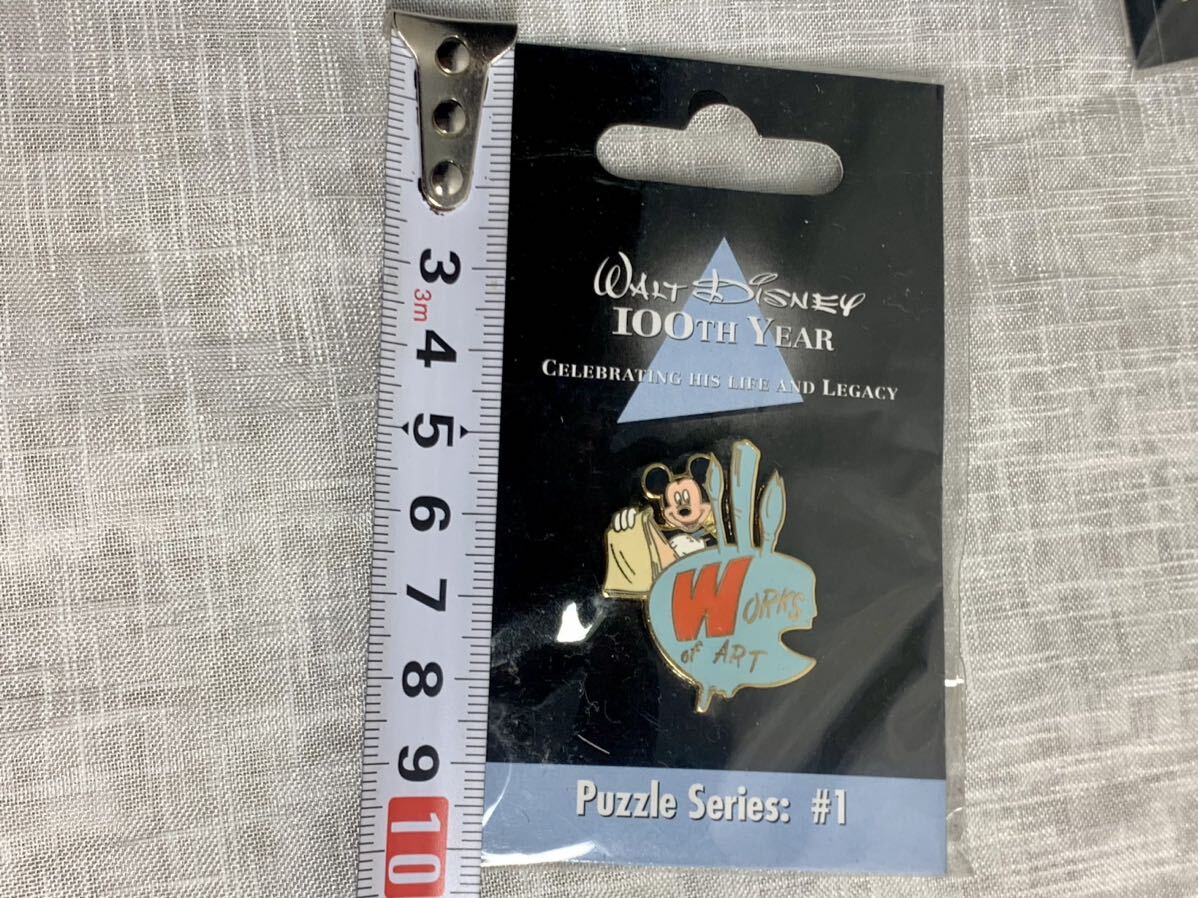 WALT DISNEY
100TH YEAR
CELEBRATING HIS LIFE AND LEGACY
WORKS
of ART
Puzzle Series: #1
3
3m
4
5
6
7
8
9
10